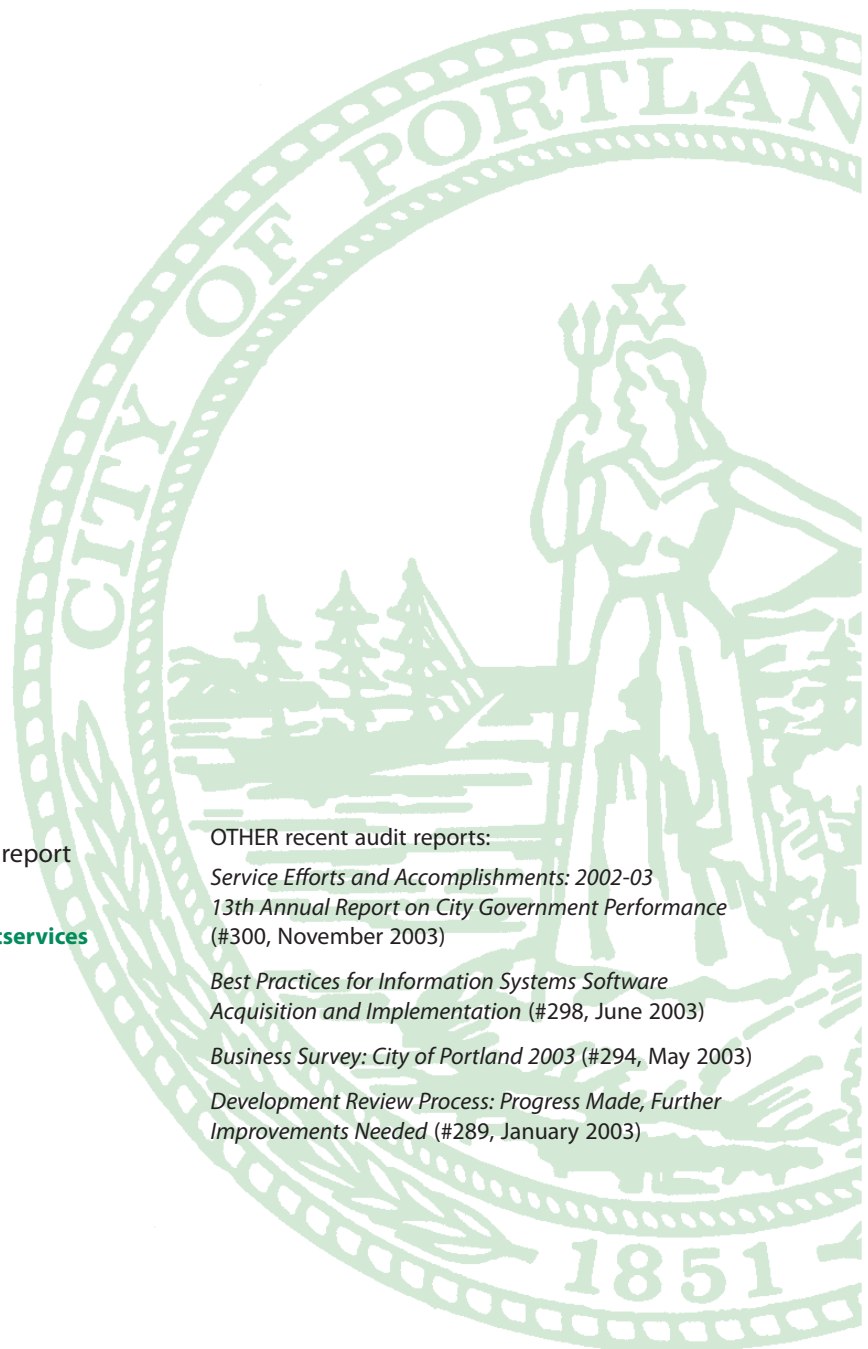 CITY OF PORTLAN
report
tservices
OTHER recent audit reports:
Service Efforts and Accomplishments: 2002-03
13th Annual Report on City Government Performance
(#300, November 2003)
Best Practices for Information Systems Software
Acquisition and Implementation (#298, June 2003)
Business Survey: City of Portland 2003 (#294, May 2003)
Development Review Process: Progress Made, Further
Improvements Needed (#289, January 2003)
1851